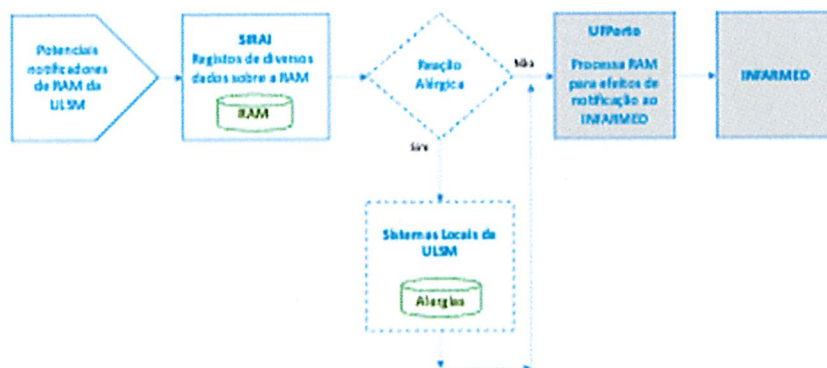 Potenciais
notificadores
de RAM da
ULSM
SIRAI
Registos de diversos
dados sobre a RAM
RAM
Reação
Alérgica
Não
Sim
UFPorto
Processa RAM
para efeitos de
notificação ao
INFARMED
INFARMED
Sistemas Locais da
ULSM
Alergias